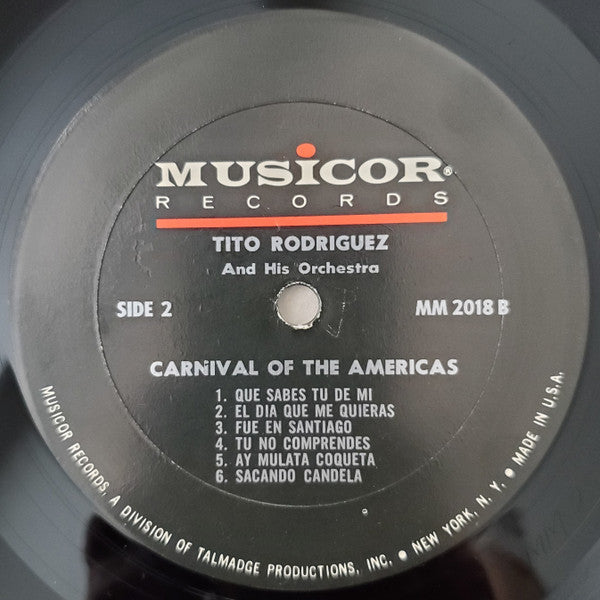 MUSICOR®
RECORDS
TITO RODRIGUEZ
And His Orchestra
SIDE 2
MM 2018 B
CARNIVAL OF THE AMERICAS
1. QUE SABES TU DE MI
2. EL DIA QUE ME QUIERAS
3. FUE EN SANTIAGO
4. TU NO COMPRENDES
5. AY MULATA COQUETA
6. SACANDO CANDELA
MUSICOR RECORDS, A DIVISION OF TALMADGE PRODUCTIONS, INC. • NEW YORK, N. Y. • MADE IN U.S.A.